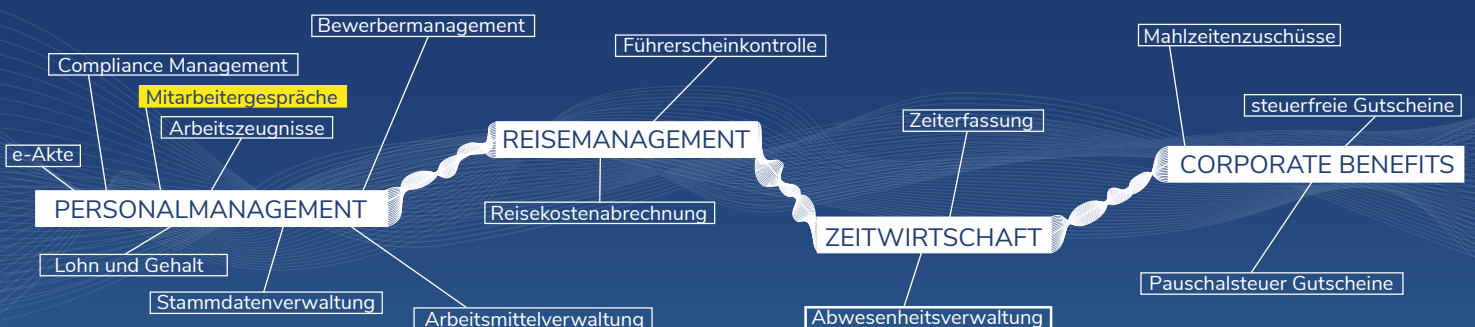 Bewerbermanagement
Compliance Management
Mitarbeitergespräche
Arbeitszeugnisse
e-Akte
PERSONALMANAGEMENT
Lohn und Gehalt
Stammdatenverwaltung
Arbeitsmittelverwaltung
Führerscheinkontrolle
REISEMANAGEMENT
Reisekostenabrechnung
Zeiterfassung
ZEITWIRTSCHAFT
Abwesenheitsverwaltung
Mahlzeitenzuschüsse
steuerfreie Gutscheine
CORPORATE BENEFITS
Pauschalsteuer Gutscheine